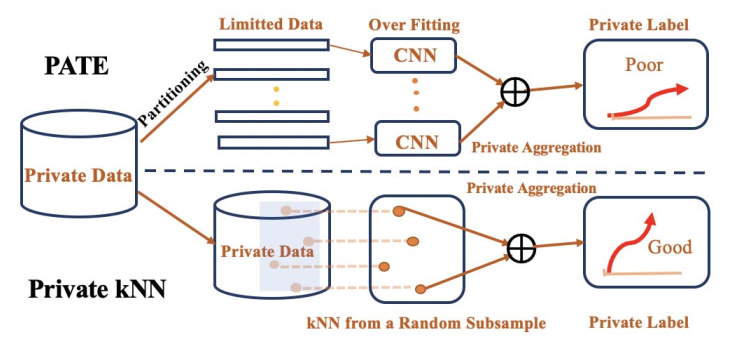 Limitted Data
Over Fitting
Private Label
PATE
Partitioning
CNN
Poor
CNN
Private Aggregation
Private Data
Private Aggregation
Private Data
Good
Private kNN
kNN from a Random Subsample
Private Label